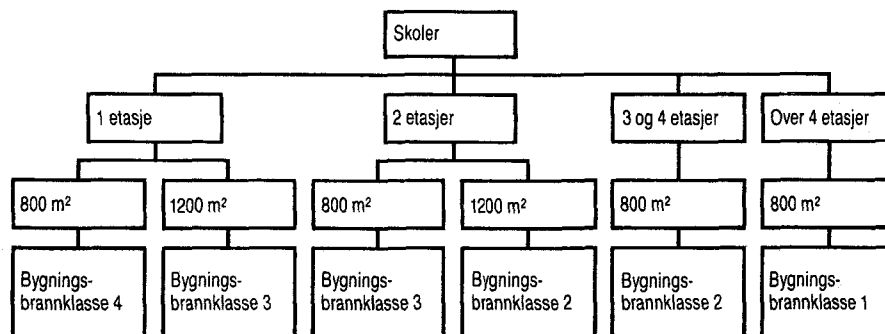 Skoler
1 etasje
2 etasjer
3 og 4 etasjer
Over 4 etasjer
800 m²
1200 m²
800 m²
1200 m²
800 m²
800 m²
Bygnings-
brannklasse 4
Bygnings-
brannklasse 3
Bygnings-
brannklasse 3
Bygnings-
brannklasse 2
Bygnings-
brannklasse 2
Bygnings-
brannklasse 1